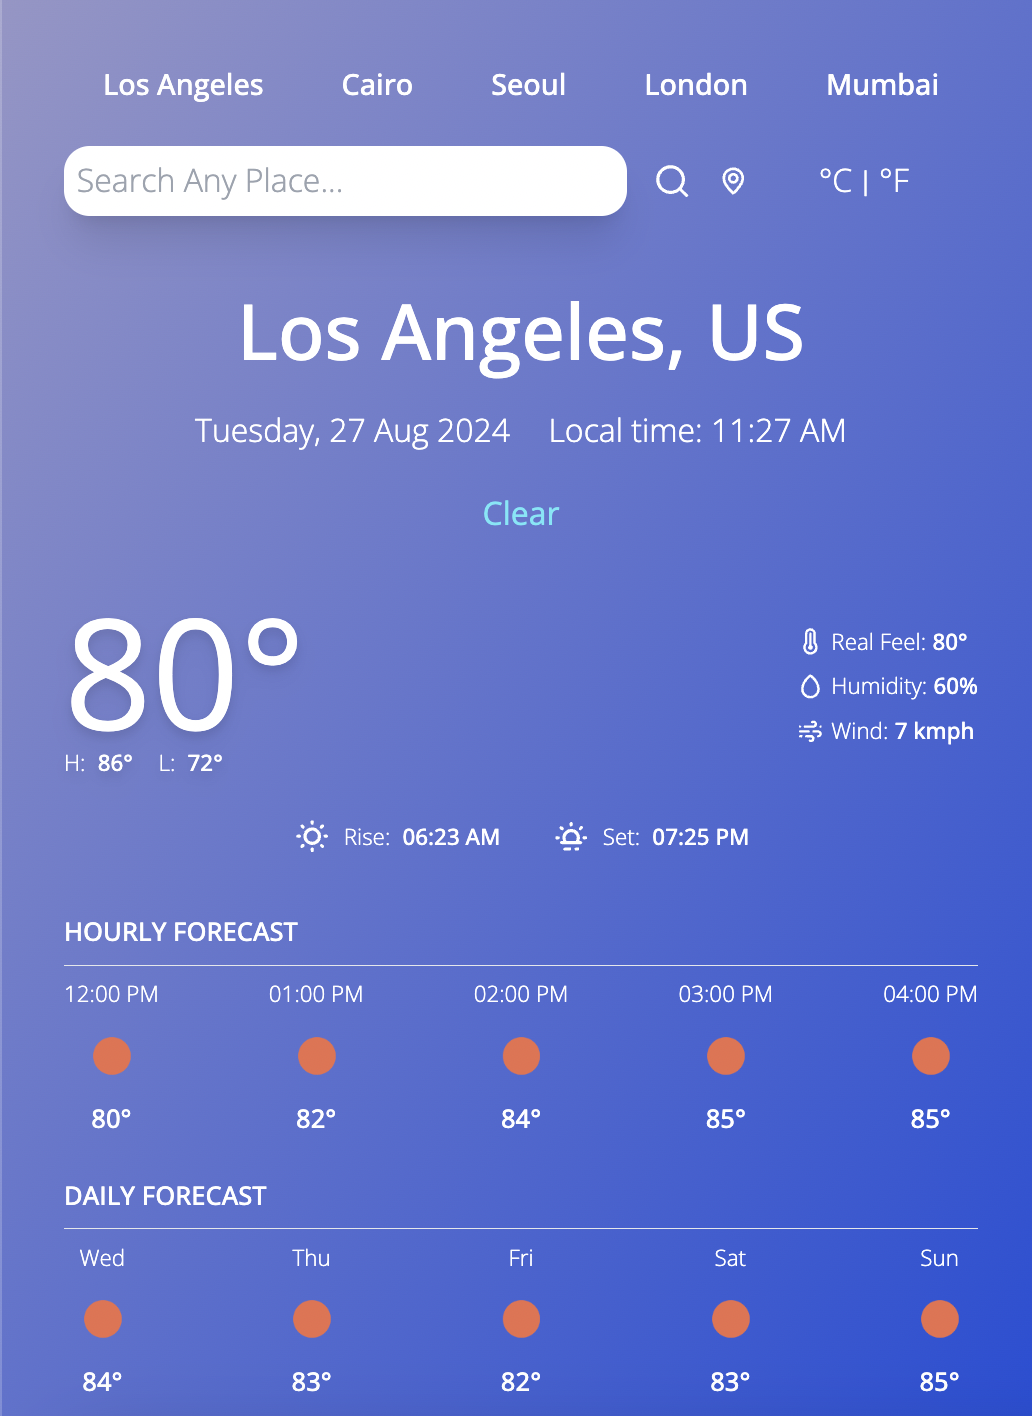 Los Angeles Cairo Seoul London Mumbai
Search Any Place... °C | °F
Los Angeles, US
Tuesday, 27 Aug 2024 Local time: 11:27 AM
Clear
80°
H: 86° L: 72°
Real Feel: 80°
Humidity: 60%
Wind: 7 kmph
Rise: 06:23 AM Set: 07:25 PM
HOURLY FORECAST
12:00 PM 01:00 PM 02:00 PM 03:00 PM 04:00 PM
80° 82° 84° 85° 85°
DAILY FORECAST
Wed Thu Fri Sat Sun
84° 83° 82° 83° 85°